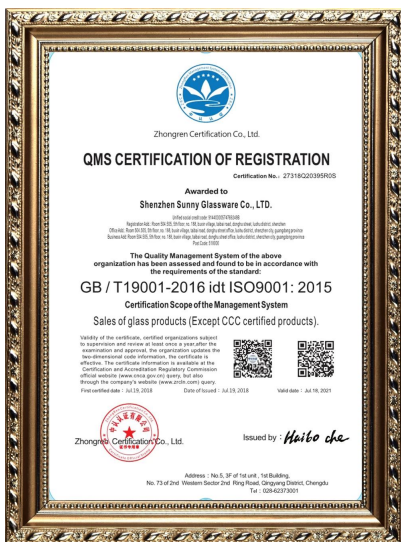 Zhongren Certification Co., Ltd.
QMS CERTIFICATION OF REGISTRATION
Certification No.: 27318Q20395R0S
Awarded to
Shenzhen Sunny Glassware Co., LTD.
The Quality Management System of the above
organization has been assessed and found to be in accordance with
the requirements of the standard:
GB / T19001-2016 idt ISO9001: 2015
Certification Scope of the Management System
Sales of glass products (Except CCC certified products).
Validity of the certificate, certified organizations subject
to supervision and review at least once a year.after the
examination and approval, the organization updates the
two-dimensional code information, the certificate is
effective. The certificate information is available at the
Certification and Accreditation Regulatory Commission
official website (www.cnca.gov.cn) query, but also
through the company's website (www.zrctn.com) query.
First certified date : Jul.19, 2018
Date of Issued : Jul.19, 2018
Valid date : Jul.18, 2021
Zhongren Certification Co., Ltd.
Issued by : Haibo che
Address : No.5, 3F of 1st unit , 1st Building,
No. 73 of 2nd Western Sector 2nd Ring Road, Qingyang District, Chengdu
Tel : 028-62373001